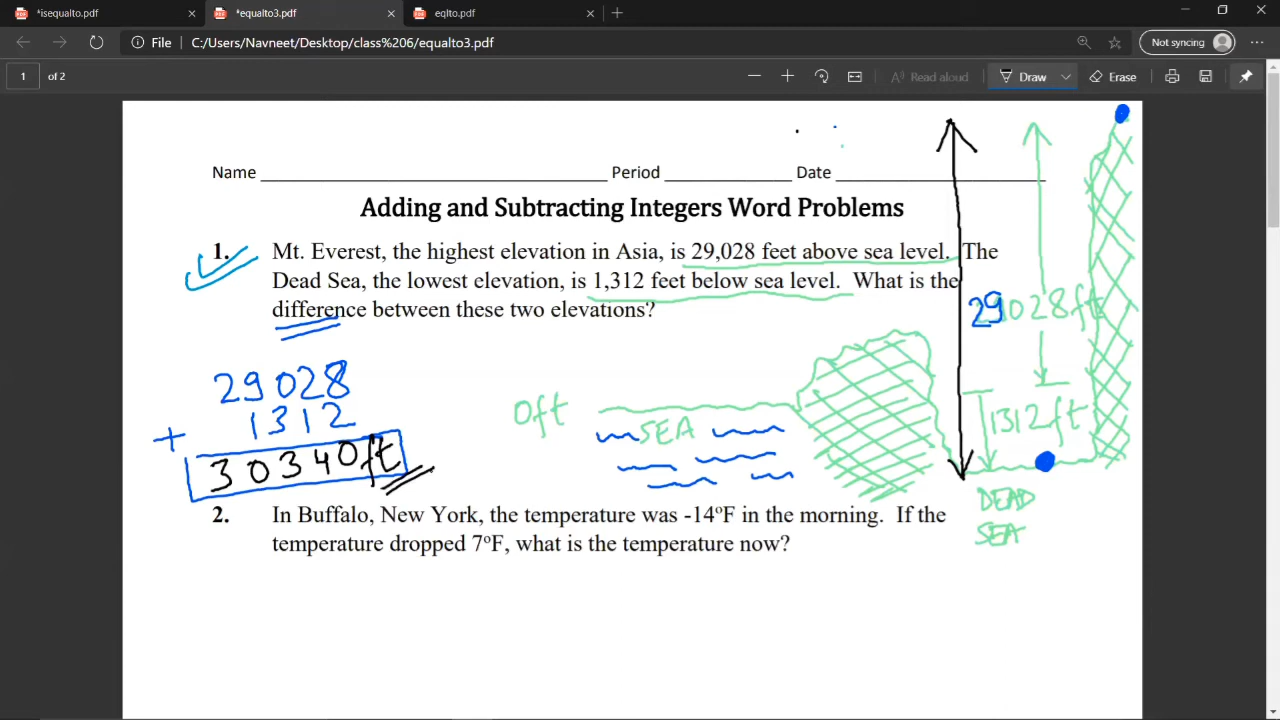 *isequalto.pdf
*equalto3.pdf
eqlto.pdf
File C:/Users/Navneet/Desktop/class%206/equalto3.pdf
Not syncing
1 of 2
Read aloud
Draw
Erase
Name Period Date
Adding and Subtracting Integers Word Problems
1. Mt. Everest, the highest elevation in Asia, is 29,028 feet above sea level. The
Dead Sea, the lowest elevation, is 1,312 feet below sea level. What is the
difference between these two elevations?
29028ft
29028
+ 1312
30340ft
0ft
SEA
1312ft
DEAD
SEA
2. In Buffalo, New York, the temperature was -14ºF in the morning. If the
temperature dropped 7ºF, what is the temperature now?